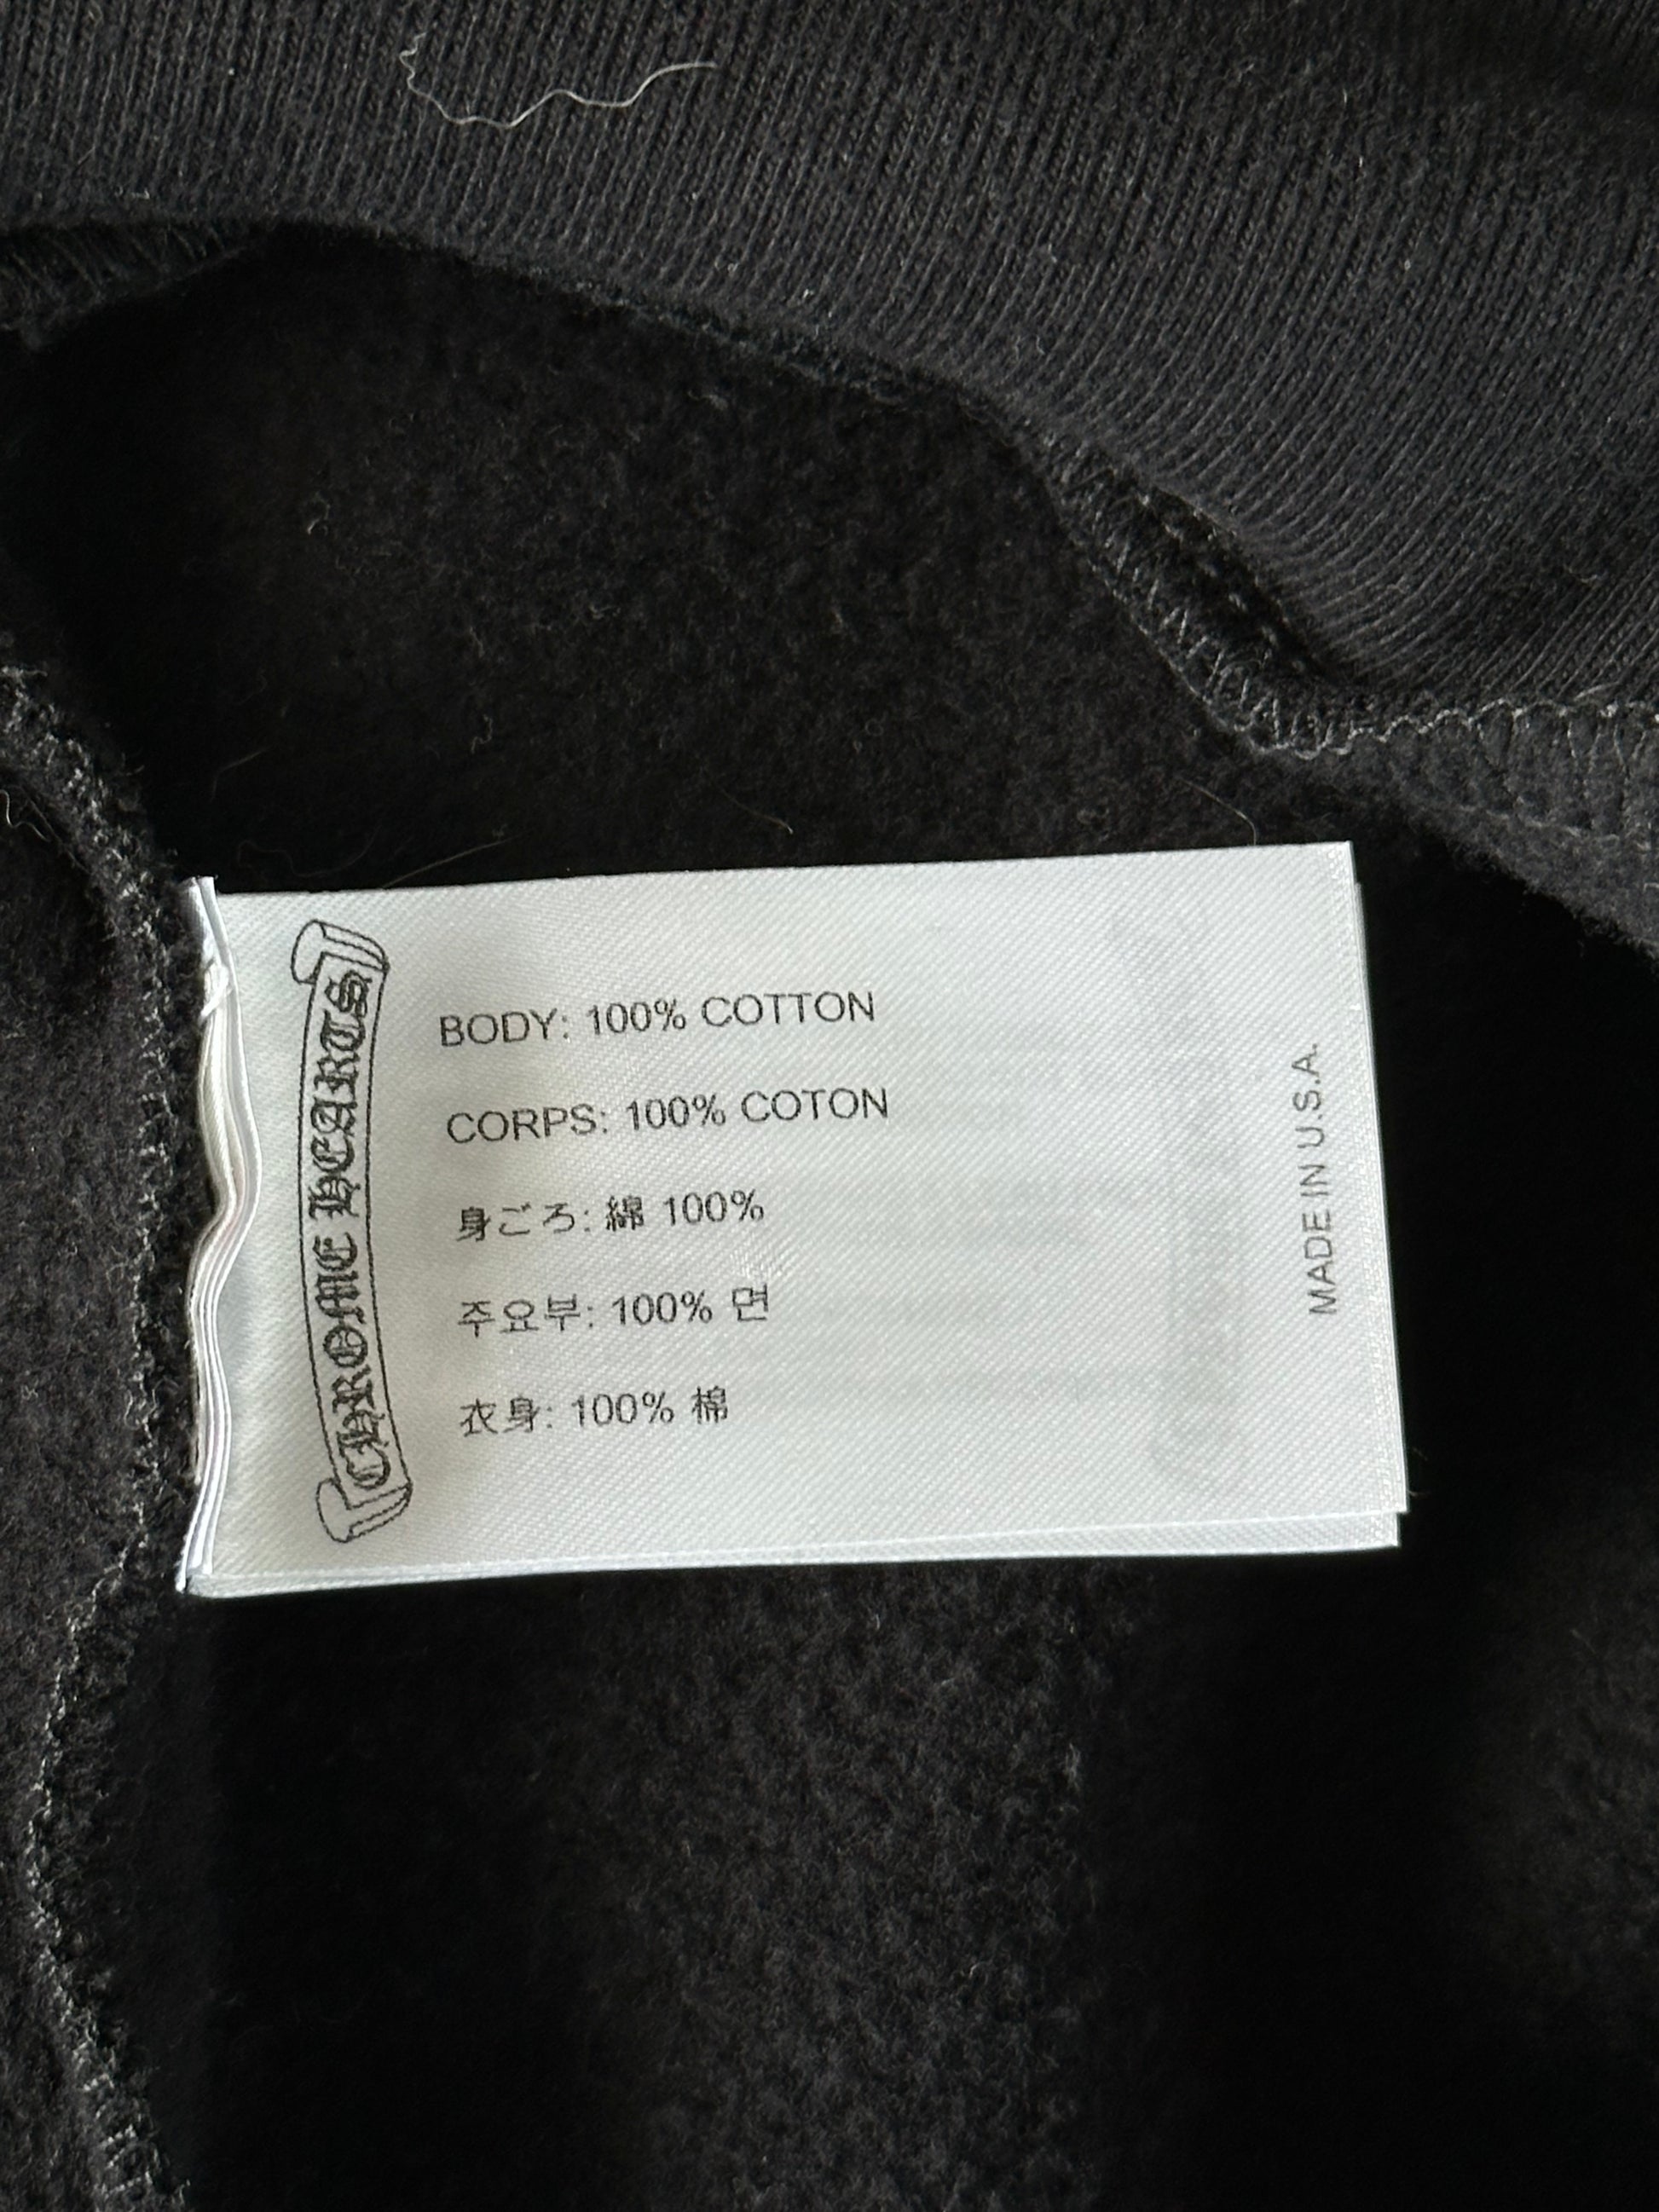 CHROME HEARTS
BODY: 100% COTTON
CORPS: 100% COTON
身ごろ: 綿 100%
주요부: 100% 면
衣身: 100% 棉
MADE IN U.S.A.